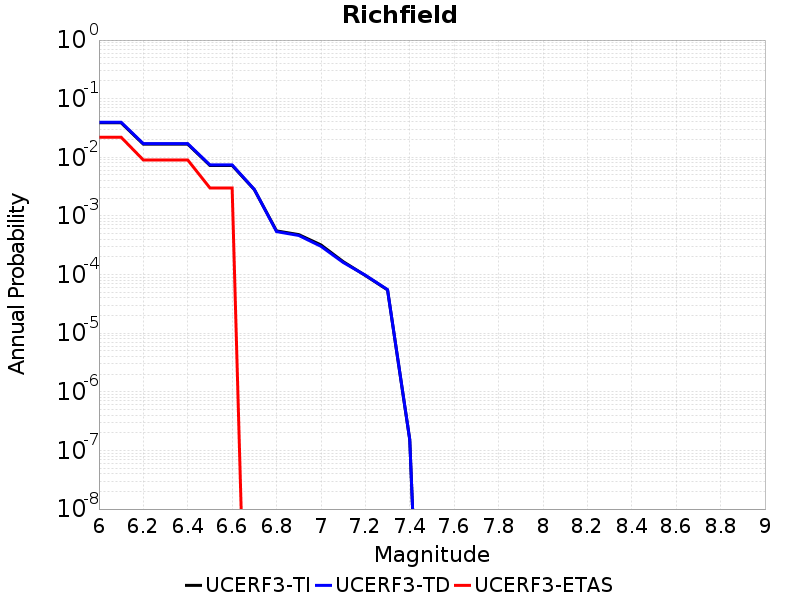 Richfield
10^0
10^-1
10^-2
10^-3
10^-4
10^-5
10^-6
10^-7
10^-8
Annual Probability
6 6.2 6.4 6.6 6.8 7 7.2 7.4 7.6 7.8 8 8.2 8.4 8.6 8.8 9
Magnitude
UCERF3-TI UCERF3-TD UCERF3-ETAS